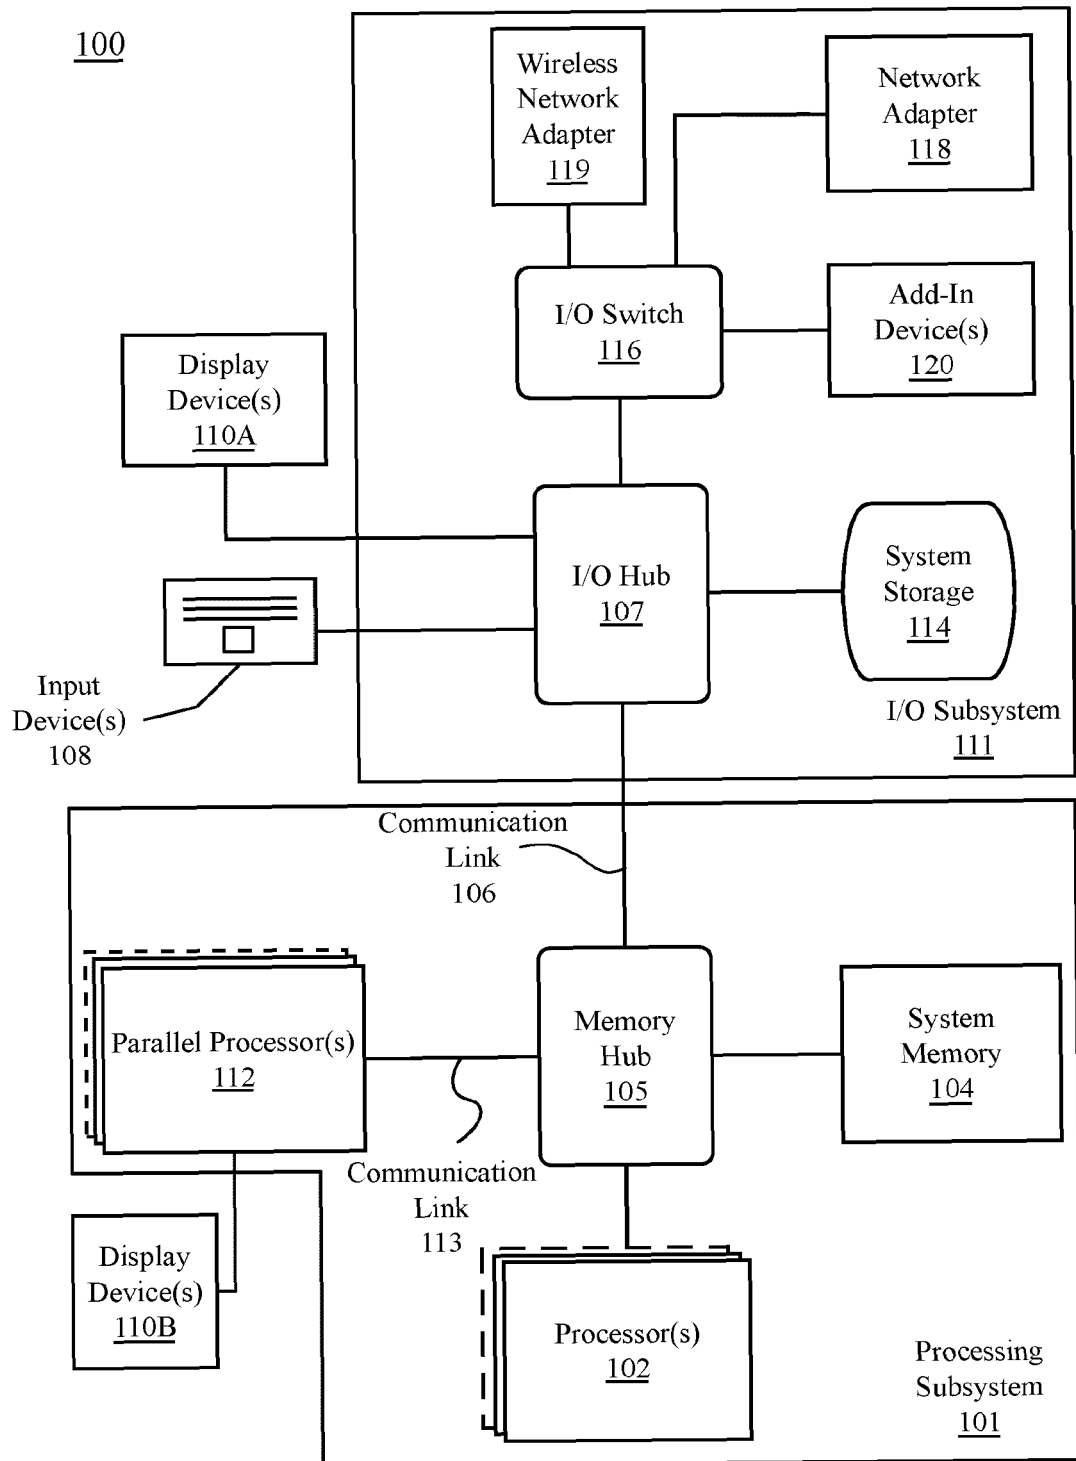 100
Wireless
Network
Adapter
119
Network
Adapter
118
I/O Switch
116
Add-In
Device(s)
120
Display
Device(s)
110A
I/O Hub
107
System
Storage
114
Input
Device(s)
108
I/O Subsystem
111
Communication
Link
106
Parallel Processor(s)
112
Memory
Hub
105
System
Memory
104
Communication
Link
113
Display
Device(s)
110B
Processor(s)
102
Processing
Subsystem
101